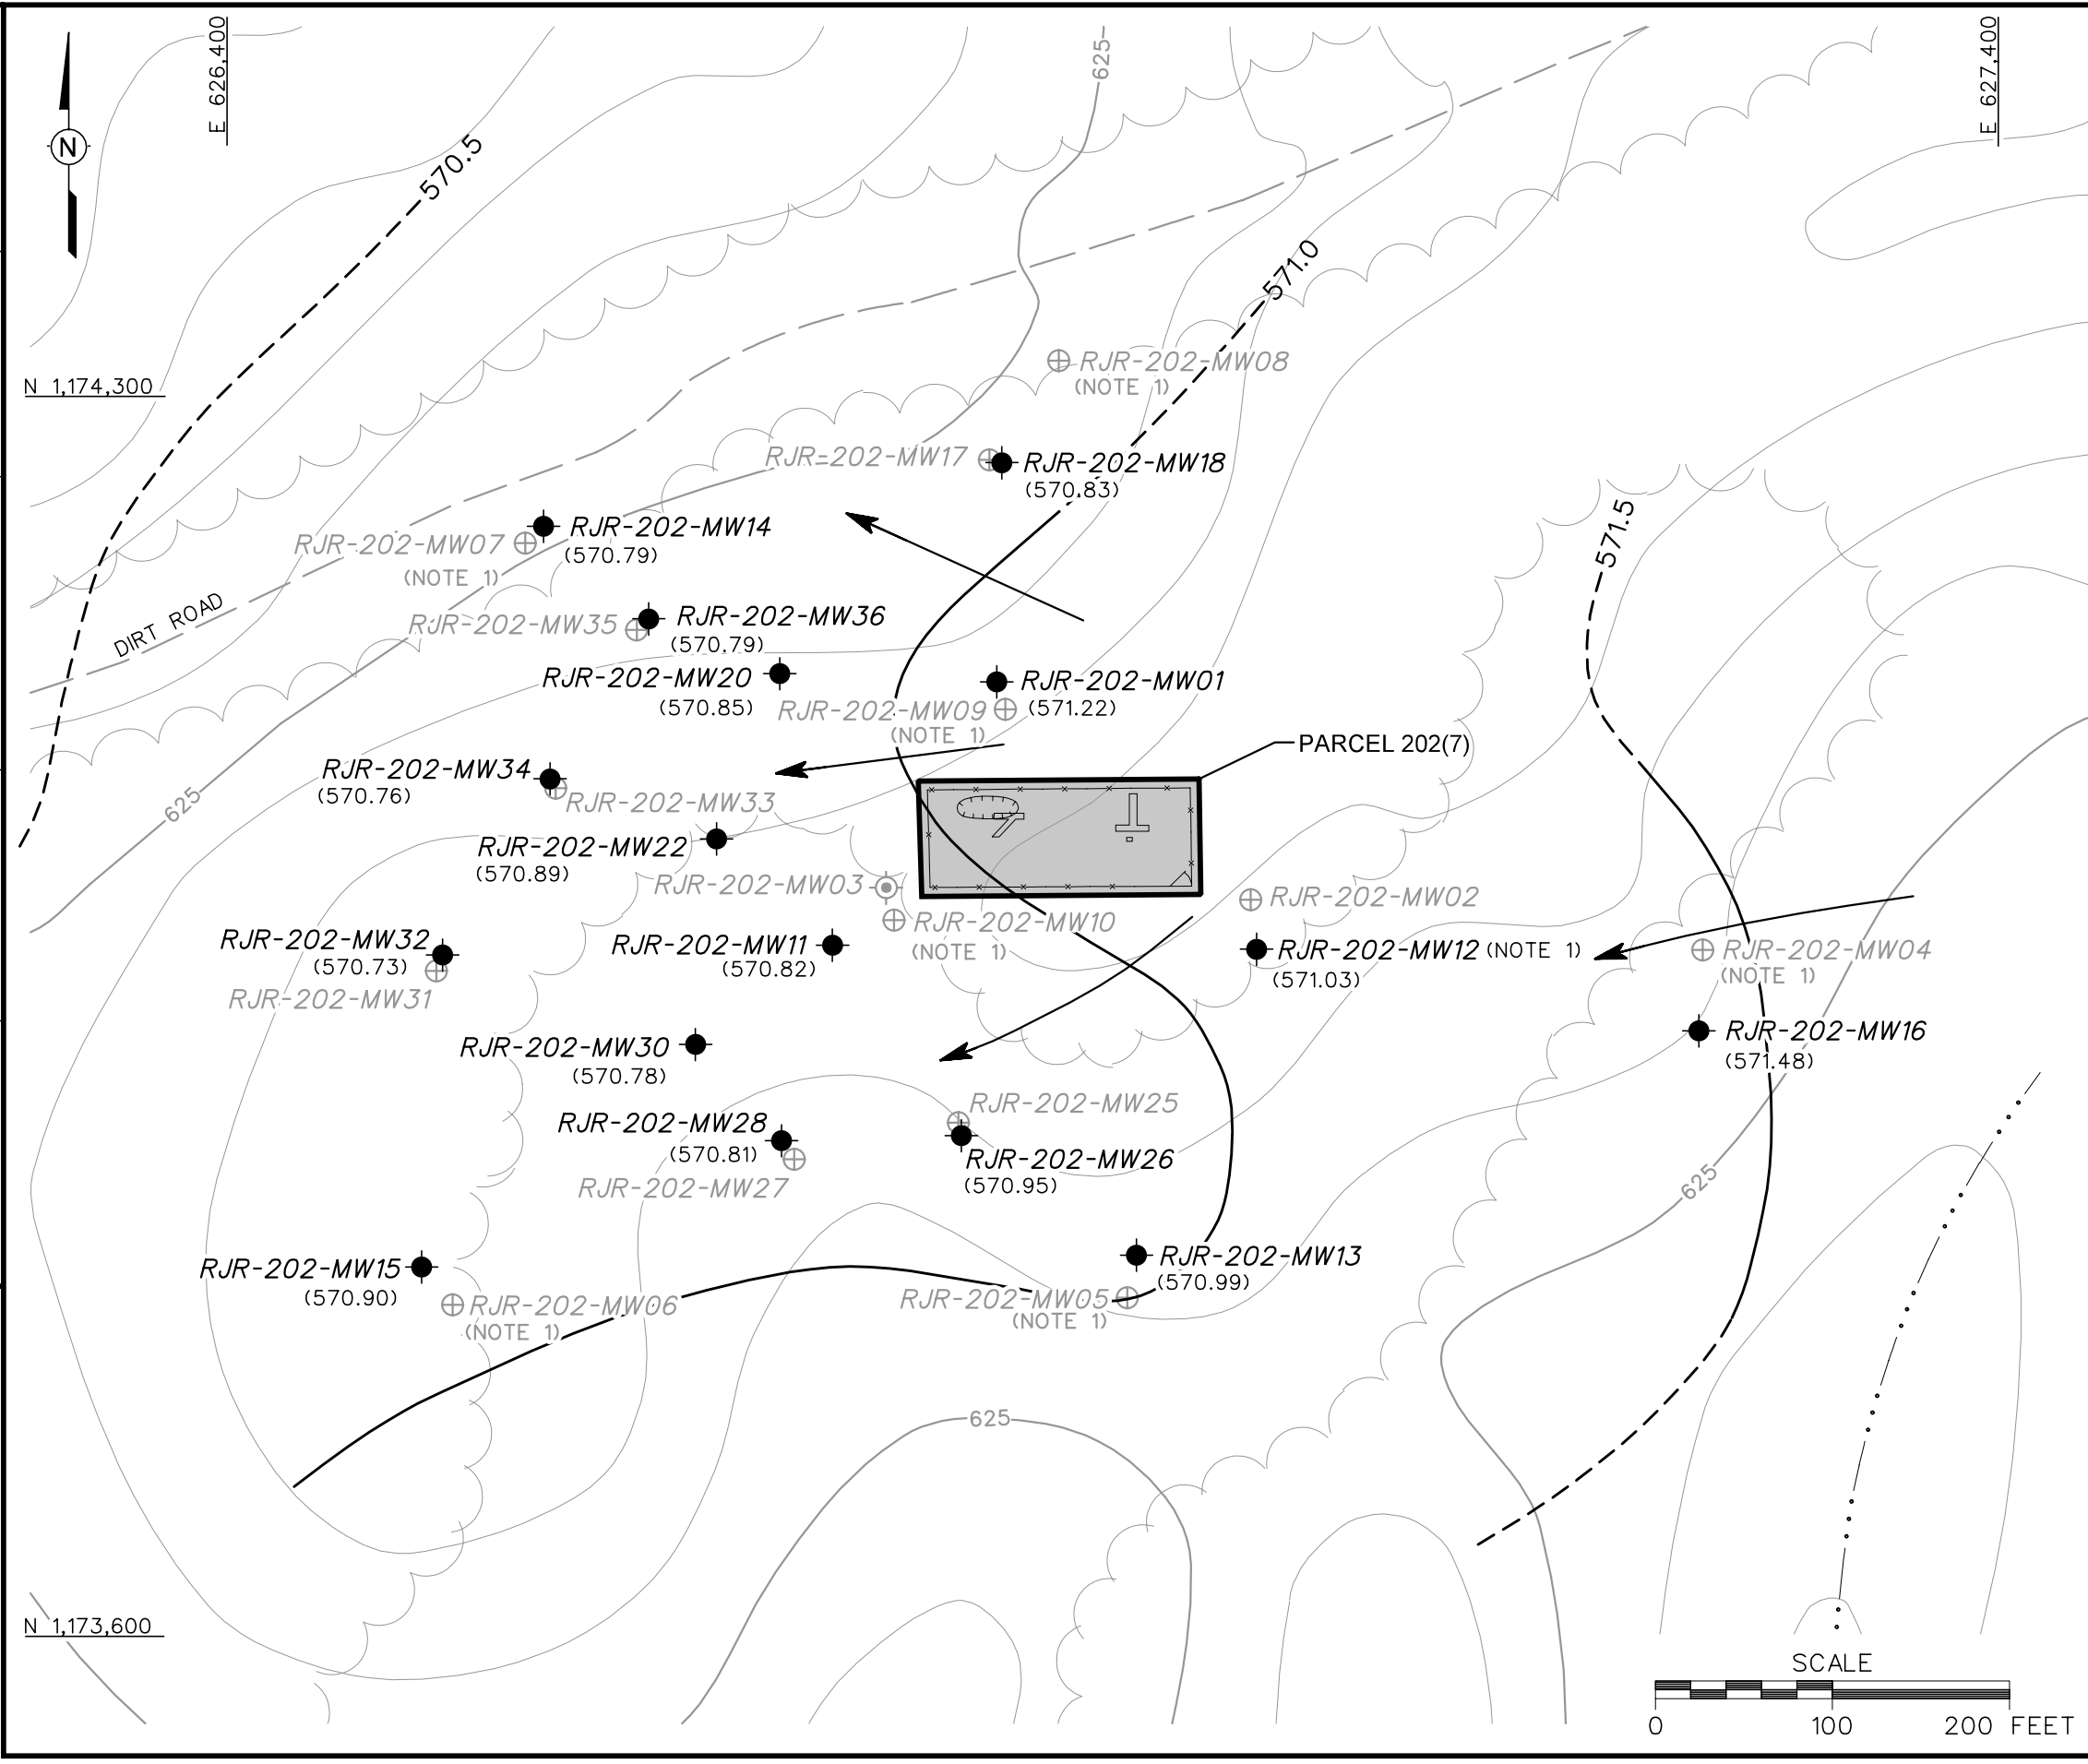 E 626,400
625
E 627,400
N
570.5
571.0
RJR-202-MW08
(NOTE 1)
N 1,174,300
RJR-202-MW17
RJR-202-MW18
(570.83)
571.5
RJR-202-MW14
(570.79)
RJR-202-MW07
(NOTE 1)
DIRT ROAD
RJR-202-MW36
(570.79)
RJR-202-MW35
RJR-202-MW20
(570.85)
RJR-202-MW01
(571.22)
RJR-202-MW09
(NOTE 1)
PARCEL 202(7)
RJR-202-MW34
(570.76)
RJR-202-MW33
625
RJR-202-MW22
(570.89)
RJR-202-MW03
RJR-202-MW02
RJR-202-MW10
(NOTE 1)
RJR-202-MW32
(570.73)
RJR-202-MW31
RJR-202-MW11
(570.82)
RJR-202-MW12 (NOTE 1)
(571.03)
RJR-202-MW04
(NOTE 1)
RJR-202-MW16
(571.48)
RJR-202-MW30
(570.78)
RJR-202-MW25
RJR-202-MW28
(570.81)
RJR-202-MW27
RJR-202-MW26
(570.95)
625
RJR-202-MW13
(570.99)
RJR-202-MW15
(570.90)
RJR-202-MW06
(NOTE 1)
RJR-202-MW05
(NOTE 1)
625
N 1,173,600
SCALE
0 100 200 FEET